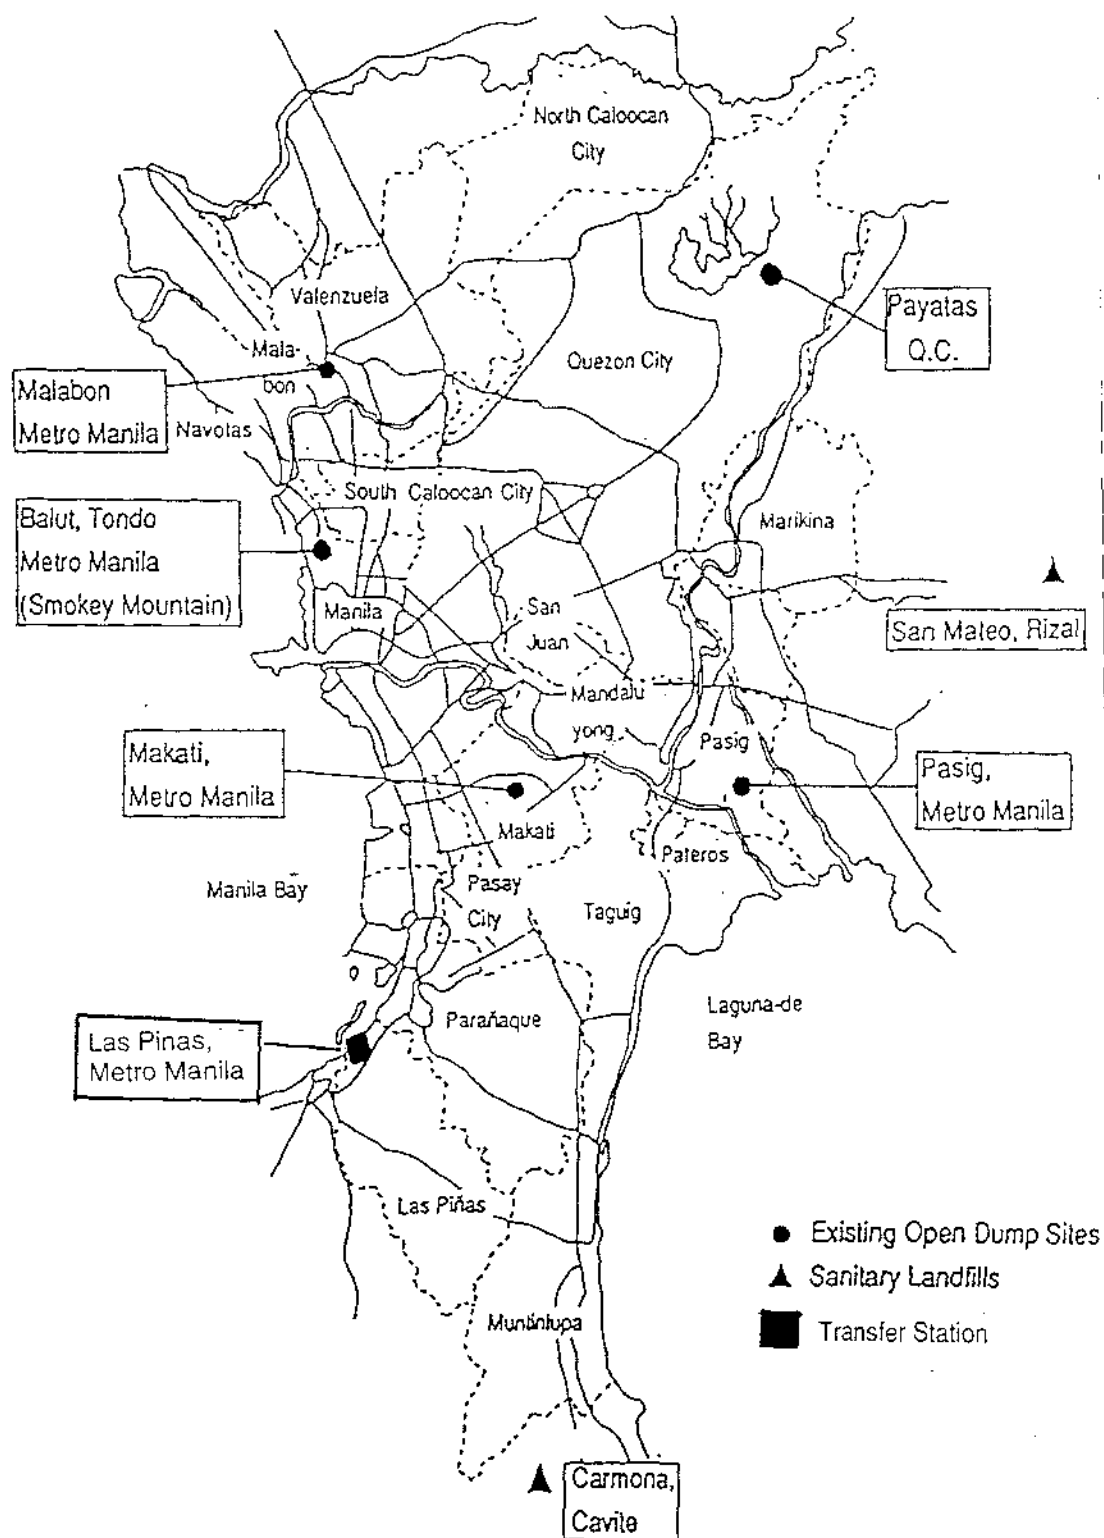 North Caloocan
City
Valenzuela
Payatas
Q.C.
Mala-
bon
Quezon City
Malabon
Metro Manila
Navotas
South Caloocan City
Balut, Tondo
Metro Manila
(Smokey Mountain)
Marikina
Manila
San
Juan
San Mateo, Rizal
Mandalu
yong
Pasig
Makati,
Metro Manila
Pasig,
Metro Manila
Makati
Pateros
Manila Bay
Pasay
City
Taguig
Laguna-de
Bay
Parañaque
Las Pinas,
Metro Manila
Las Piñas
Existing Open Dump Sites
Sanitary Landfills
Transfer Station
Muntinlupa
Carmona,
Cavite